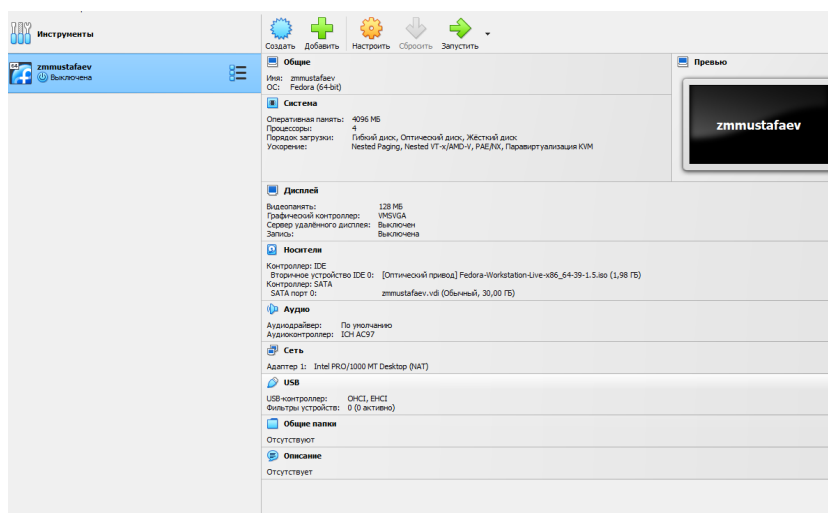 Инструменты
Создать Добавить Настроить Сбросить Запустить
64
zmmustafaev
Выключена
Общие
Имя: zmmustafaev
ОС: Fedora (64-bit)
Превью
zmmustafaev
Система
Оперативная память: 4096 МБ
Процессоры: 4
Порядок загрузки: Гибкий диск, Оптический диск, Жёсткий диск
Ускорение: Nested Paging, Nested VT-x/AMD-V, PAE/NX, Паравиртуализация KVM
Дисплей
Видеопамять: 128 МБ
Графический контроллер: VMSVGA
Сервер удалённого дисплея: Выключен
Запись: Выключена
Носители
Контроллер: IDE
Вторичное устройство IDE 0: [Оптический привод] Fedora-Workstation-Live-x86_64-39-1.5.iso (1,98 ГБ)
Контроллер: SATA
SATA порт 0: zmmustafaev.vdi (Обычный, 30,00 ГБ)
Аудио
Аудиодрайвер: По умолчанию
Аудиоконтроллер: ICH AC97
Сеть
Адаптер 1: Intel PRO/1000 MT Desktop (NAT)
USB
USB-контроллер: OHCI, EHCI
Фильтры устройств: 0 (0 активно)
Общие папки
Отсутствуют
Описание
Отсутствует